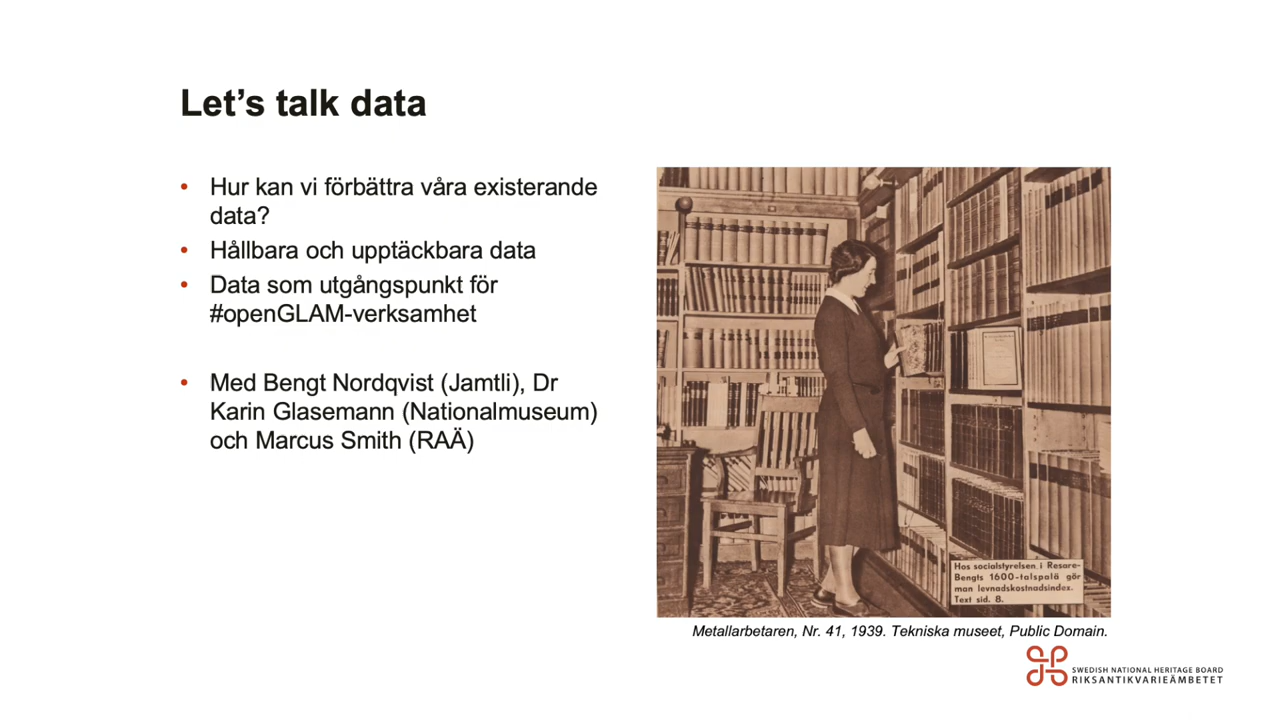 Let’s talk data
• Hur kan vi förbättra våra existerande
data?
• Hållbara och upptäckbara data
• Data som utgångspunkt för
#openGLAM-verksamhet
• Med Bengt Nordqvist (Jamtli), Dr
Karin Glasemann (Nationalmuseum)
och Marcus Smith (RAÄ)
Hos socialstyrelsen i Resare-
Bengts 1600-talspalä gör
man levnadskostnadsindex.
Text sid. 8.
Metallarbetaren, Nr. 41, 1939. Tekniska museet, Public Domain.
SWEDISH NATIONAL HERITAGE BOARD
RIKSANTIKVARIEÄMBETET